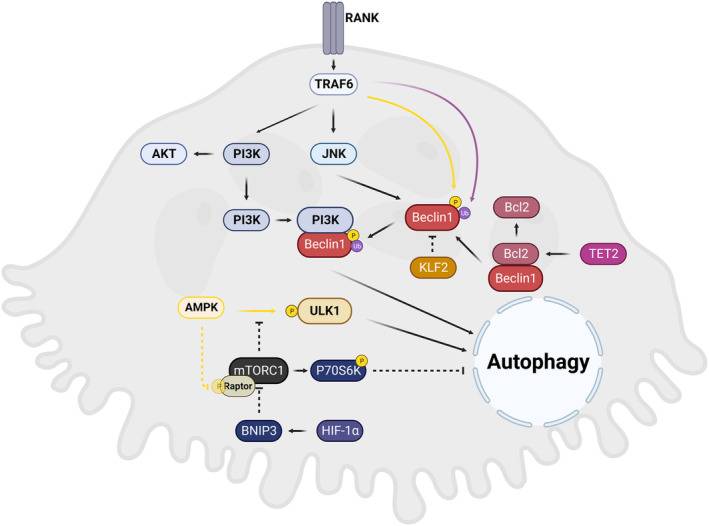 RANK
TRAF6
AKT
PI3K
JNK
PI3K
PI3K
Beclin1
P
Ub
Beclin1
P
Ub
KLF2
Bcl2
Bcl2
Beclin1
TET2
AMPK
P
ULK1
mTORC1
P
Raptor
P70S6K
P
BNIP3
HIF-1α
Autophagy